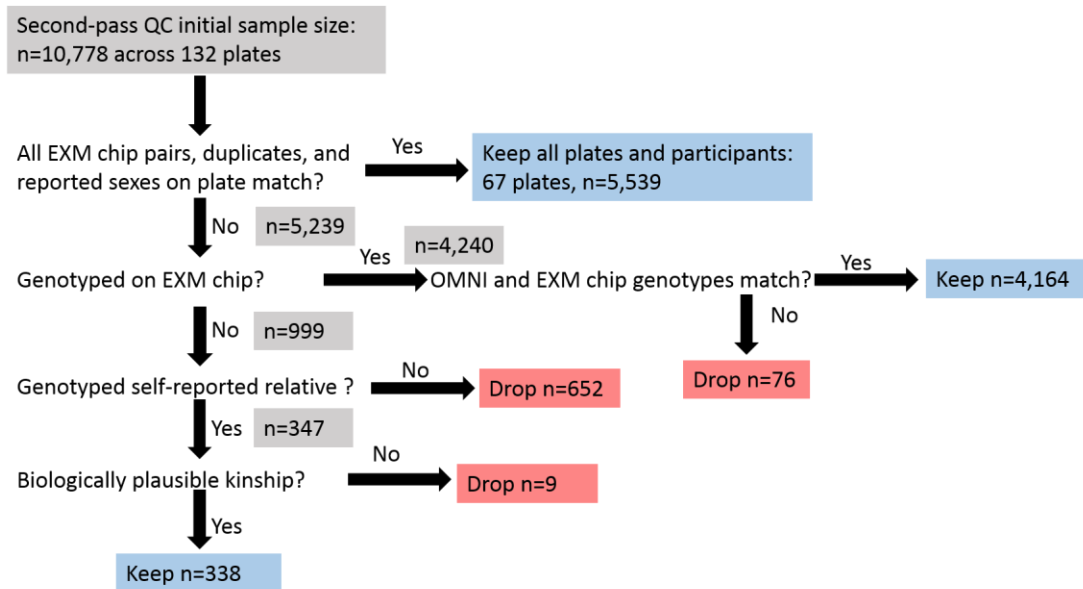 Second-pass QC initial sample size:
n=10,778 across 132 plates
All EXM chip pairs, duplicates, and
reported sexes on plate match?
Yes
Keep all plates and participants:
67 plates, n=5,539
No
n=5,239
Genotyped on EXM chip?
Yes
n=4,240
OMNI and EXM chip genotypes match?
Yes
Keep n=4,164
No
Drop n=76
No
n=999
Genotyped self-reported relative ?
No
Drop n=652
Yes
n=347
Biologically plausible kinship?
No
Drop n=9
Yes
Keep n=338